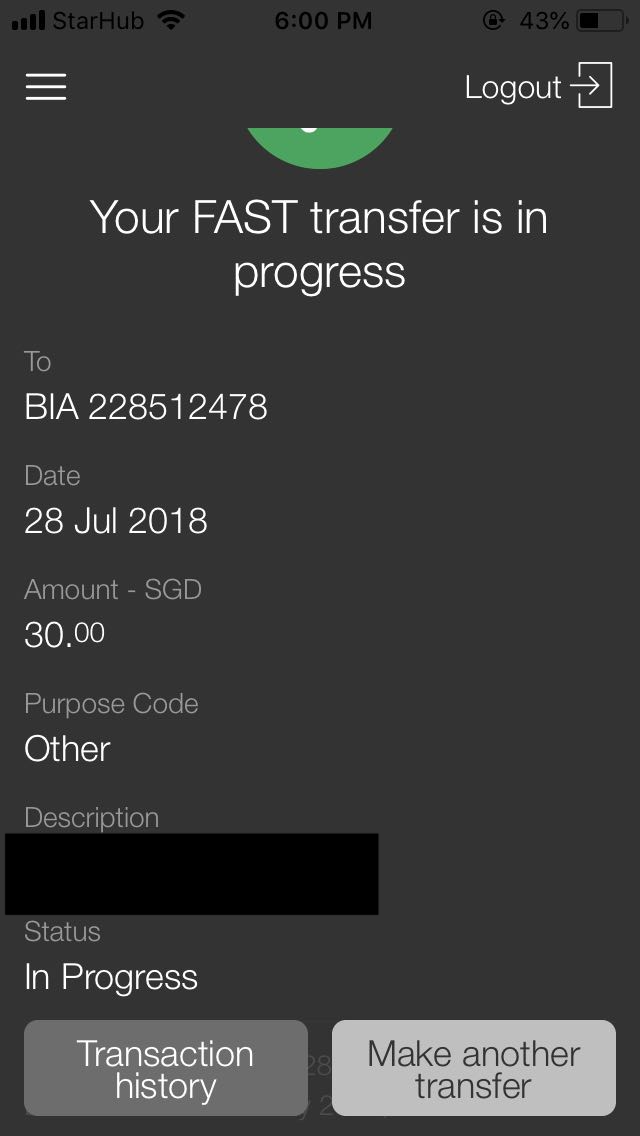 StarHub 6:00 PM 43%
Logout
Your FAST transfer is in
progress
To
BIA 228512478
Date
28 Jul 2018
Amount - SGD
30.00
Purpose Code
Other
Description
Status
In Progress
Transaction
history
Make another
transfer